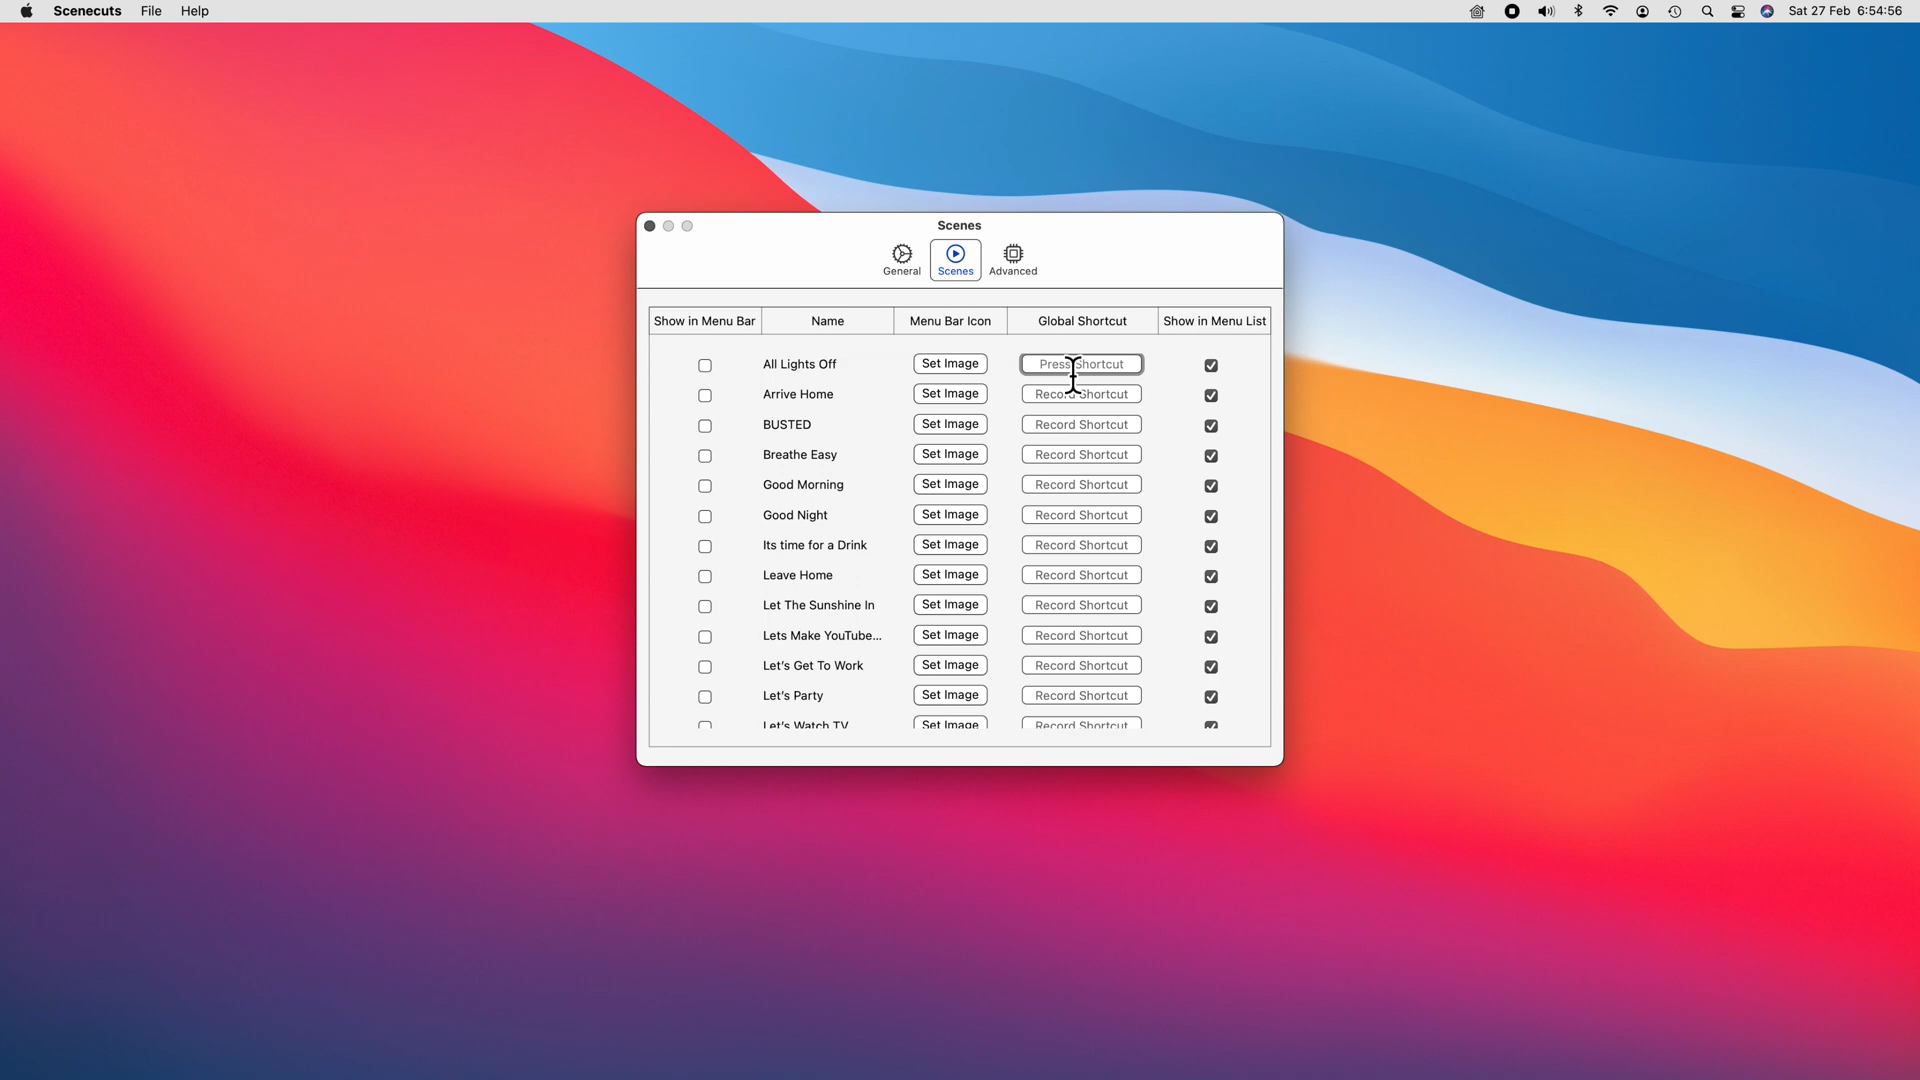 Scenecuts File Help Sat 27 Feb 6:54:56
Scenes
General Scenes Advanced
Show in Menu Bar Name Menu Bar Icon Global Shortcut Show in Menu List
All Lights Off Set Image Press Shortcut
Arrive Home Set Image Record Shortcut
BUSTED Set Image Record Shortcut
Breathe Easy Set Image Record Shortcut
Good Morning Set Image Record Shortcut
Good Night Set Image Record Shortcut
Its time for a Drink Set Image Record Shortcut
Leave Home Set Image Record Shortcut
Let The Sunshine In Set Image Record Shortcut
Lets Make YouTube... Set Image Record Shortcut
Let's Get To Work Set Image Record Shortcut
Let's Party Set Image Record Shortcut
Let's Watch TV Set Image Record Shortcut